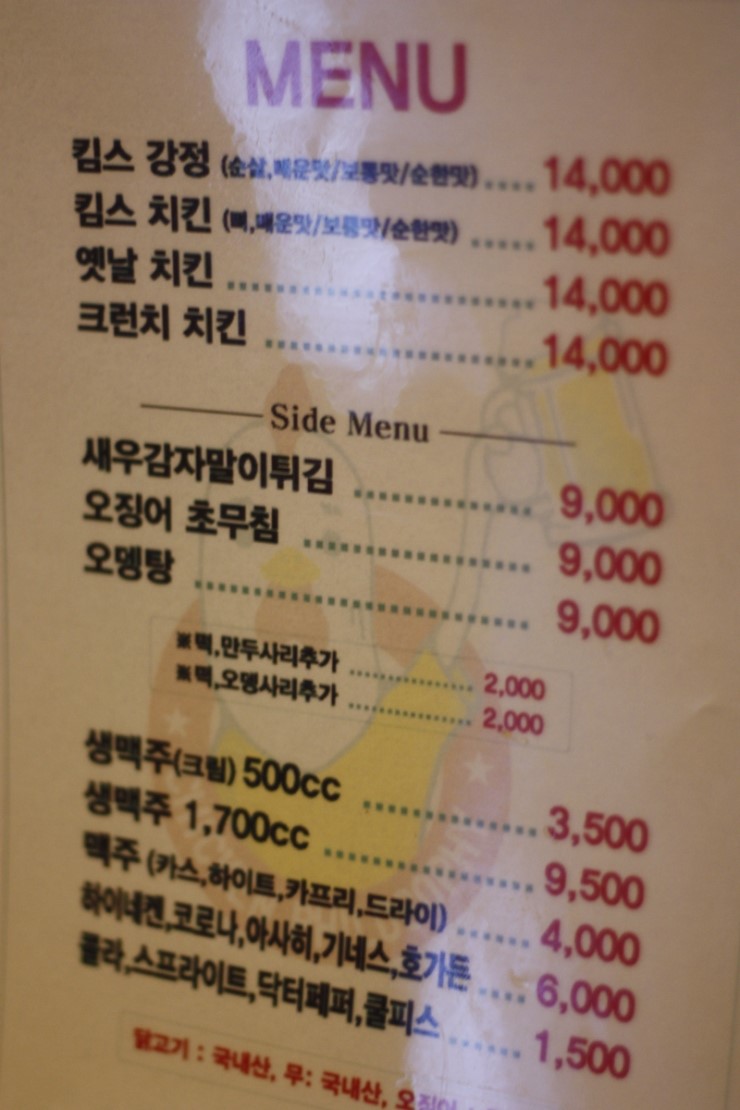 MENU
킴스 강정 (순살,매운맛/보통맛/순한맛).... 14,000
킴스 치킨 (뼈,매운맛/보통맛/순한맛) ..... 14,000
옛날 치킨 14,000
크런치 치킨 14,000
Side Menu
새우감자말이튀김 9,000
오징어 초무침 9,000
오뎅탕 9,000
※떡,만두사리추가 2,000
※떡,오뎅사리추가 2,000
생맥주(크림) 500cc 3,500
생맥주 1,700cc 9,500
맥주 (카스,하이트,카프리,드라이) 4,000
하이네켄,코로나,아사히,기네스,호가든 .... 6,000
콜라,스프라이트,닥터페퍼,쿨피스 1,500
닭고기 : 국내산, 무: 국내산, 오징어